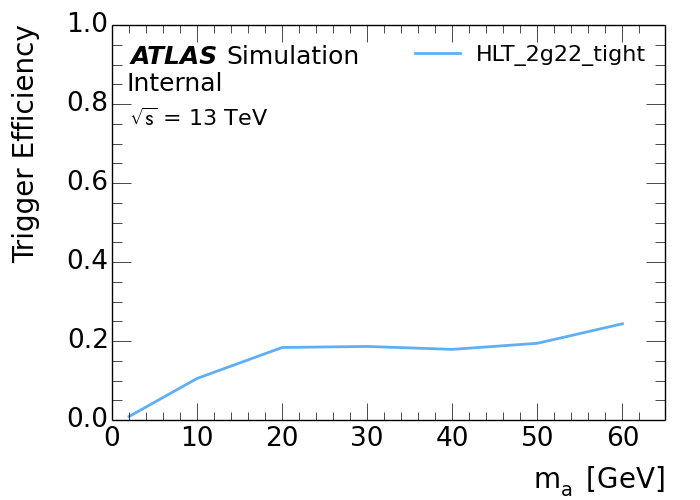 ATLAS Simulation
Internal
√s = 13 TeV
HLT_2g22_tight
Trigger Efficiency
1.0
0.8
0.6
0.4
0.2
0.0
0 10 20 30 40 50 60
mₐ [GeV]